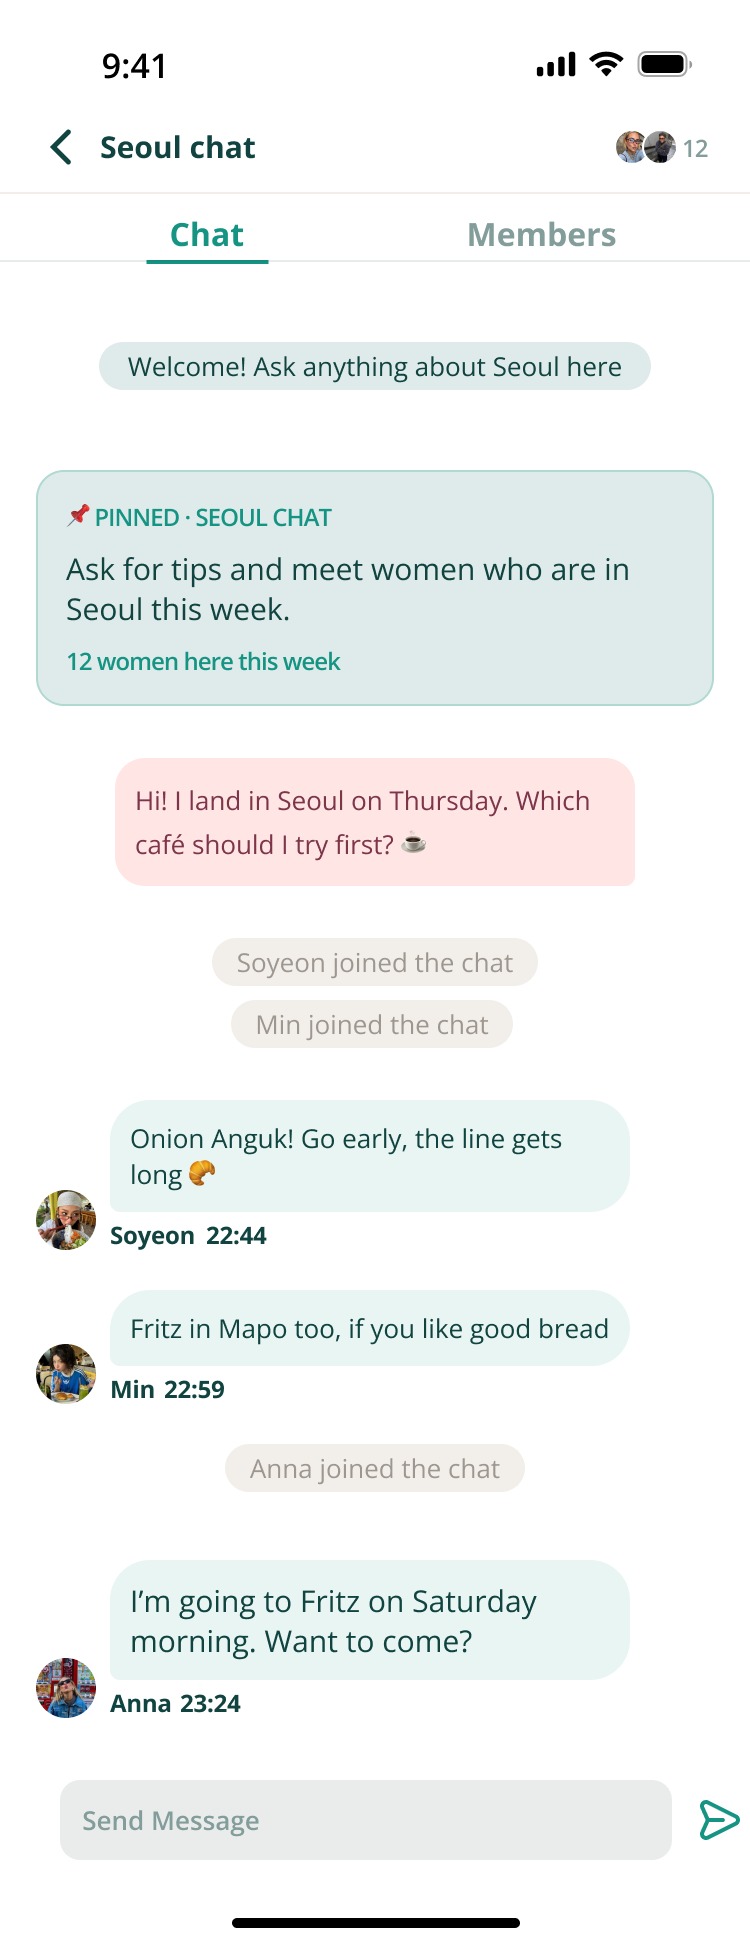 9:41
Seoul chat
12
Chat Members
Welcome! Ask anything about Seoul here
📌 PINNED · SEOUL CHAT
Ask for tips and meet women who are in
Seoul this week.
12 women here this week
Hi! I land in Seoul on Thursday. Which
café should I try first? ☕
Soyeon joined the chat
Min joined the chat
Onion Anguk! Go early, the line gets
long 🥐
Soyeon 22:44
Fritz in Mapo too, if you like good bread
Min 22:59
Anna joined the chat
I’m going to Fritz on Saturday
morning. Want to come?
Anna 23:24
Send Message